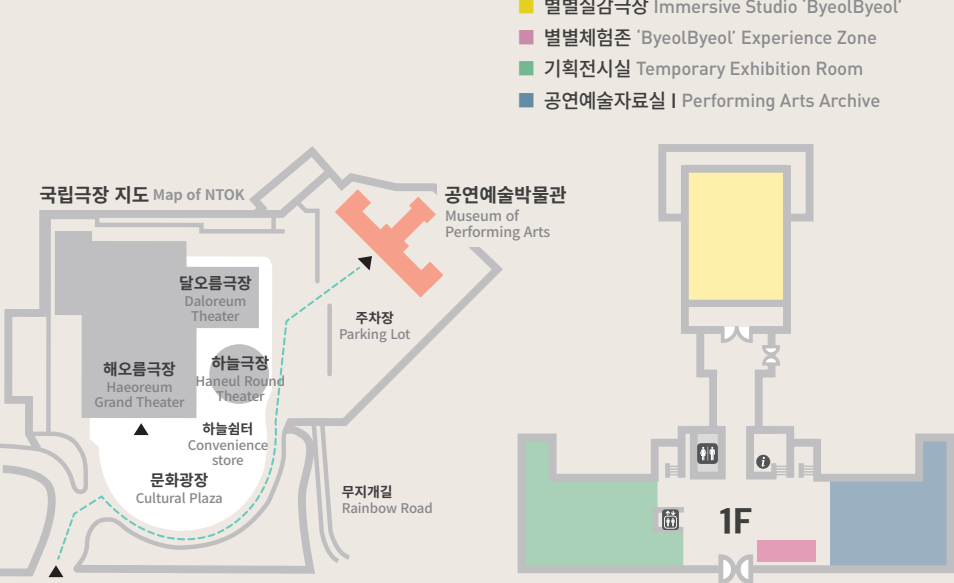 별별실감극장 Immersive Studio ‘ByeolByeol’
별별체험존 ‘ByeolByeol’ Experience Zone
기획전시실 Temporary Exhibition Room
공연예술자료실 I Performing Arts Archive
국립극장 지도 Map of NTOK
공연예술박물관
Museum of
Performing Arts
달오름극장
Daloreum
Theater
주차장
Parking Lot
해오름극장
Haeoreum
Grand Theater
하늘극장
Haneul Round
Theater
하늘쉼터
Convenience
store
문화광장
Cultural Plaza
무지개길
Rainbow Road
i
1F